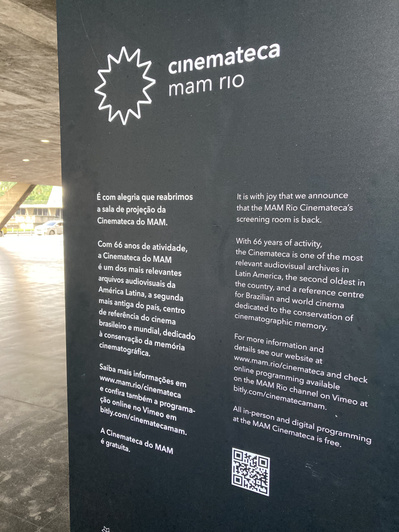 cınemateca
mam rıo
É com alegria que reabrimos
a sala de projeção da
Cinemateca do MAM.
Com 66 anos de atividade,
a Cinemateca do MAM
é um dos mais relevantes
arquivos audiovisuais da
América Latina, a segunda
mais antiga do país, centro
de referência do cinema
brasileiro e mundial, dedicado
à conservação da memória
cinematográfica.
Saiba mais informações em
www.mam.rio/cinemateca
e confira também a programa-
ção online no Vimeo em
bitly.com/cinematecamam.
A Cinemateca do MAM
é gratuita.
It is with joy that we announce
that the MAM Rio Cinemateca's
screening room is back.
With 66 years of activity,
the Cinemateca is one of the most
relevant audiovisual archives in
Latin America, the second oldest in
the country, and a reference centre
for Brazilian and world cinema
dedicated to the conservation of
cinematographic memory.
For more information and
details see our website at
www.mam.rio/cinemateca and check
online programming available
on the MAM Rio channel on Vimeo at
bitly.com/cinematecamam.
All in-person and digital programming
at the MAM Cinemateca is free.